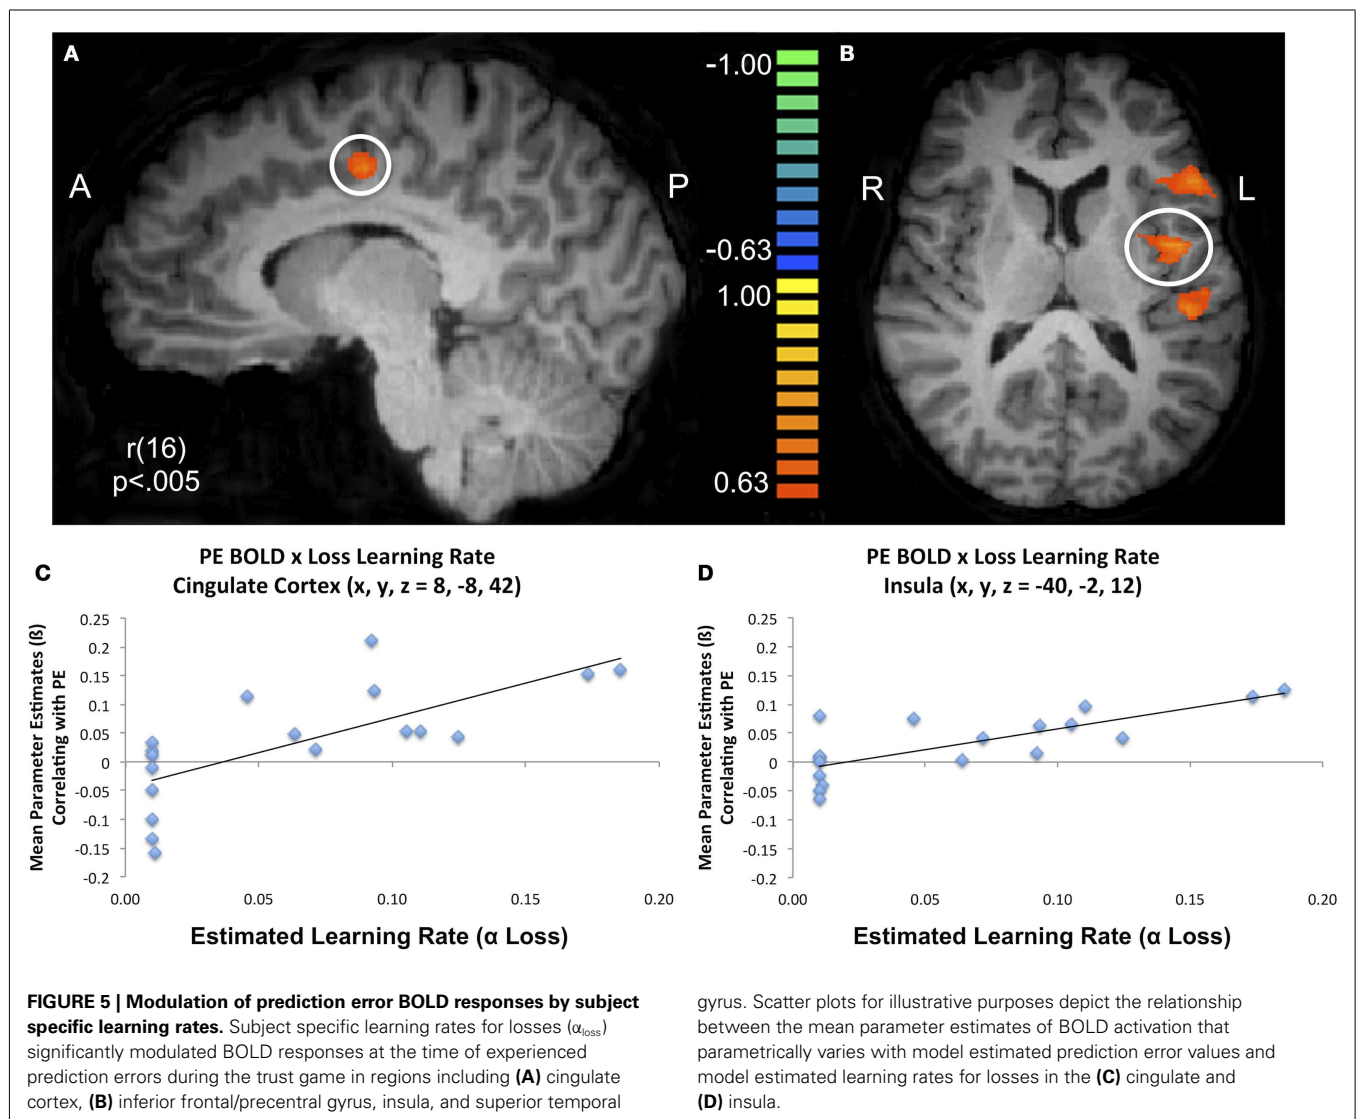 A
B
A
P
R
L
-1.00
-0.63
1.00
0.63
r(16)
p<.005
C
PE BOLD x Loss Learning Rate
Cingulate Cortex (x, y, z = 8, -8, 42)
Mean Parameter Estimates (ß)
Correlating with PE
0.25
0.2
0.15
0.1
0.05
0
-0.05
-0.1
-0.15
-0.2
0.00
0.05
0.10
0.15
0.20
Estimated Learning Rate (α Loss)
D
PE BOLD x Loss Learning Rate
Insula (x, y, z = -40, -2, 12)
Mean Parameter Estimates (ß)
Correlating with PE
0.25
0.2
0.15
0.1
0.05
0
-0.05
-0.1
-0.15
-0.2
0.00
0.05
0.10
0.15
0.20
Estimated Learning Rate (α Loss)
FIGURE 5 | Modulation of prediction error BOLD responses by subject
specific learning rates. Subject specific learning rates for losses (αloss)
significantly modulated BOLD responses at the time of experienced
prediction errors during the trust game in regions including (A) cingulate
cortex, (B) inferior frontal/precentral gyrus, insula, and superior temporal
gyrus. Scatter plots for illustrative purposes depict the relationship
between the mean parameter estimates of BOLD activation that
parametrically varies with model estimated prediction error values and
model estimated learning rates for losses in the (C) cingulate and
(D) insula.